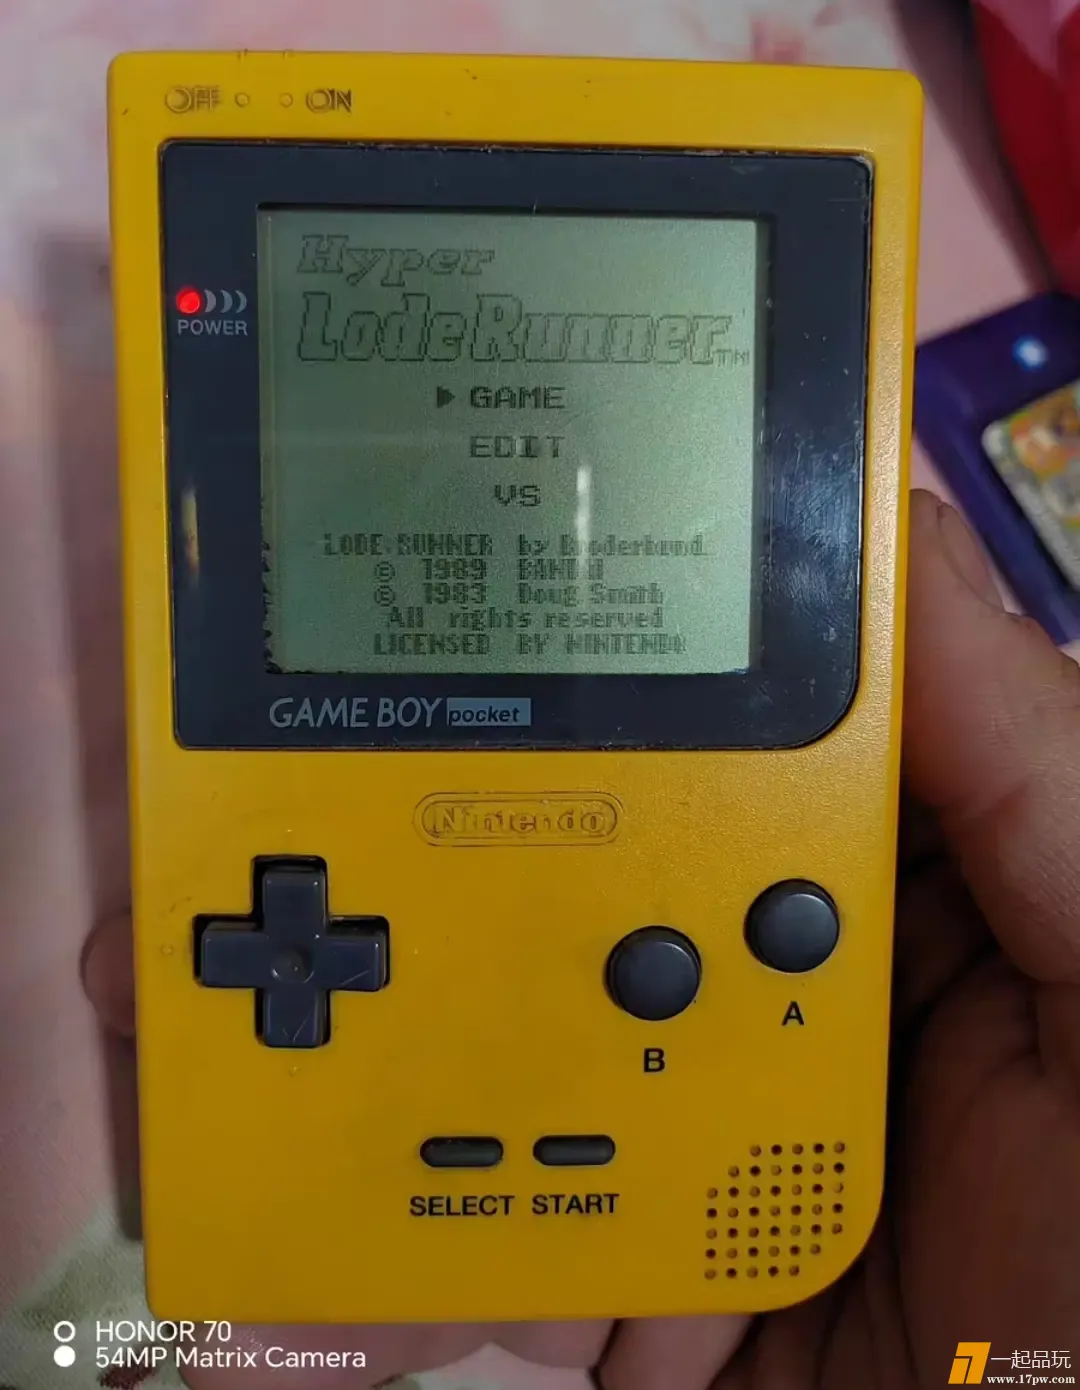 OFF ON
Hyper
Lode Runner TM
POWER
GAME
EDIT
VS
LODE RUNNER by Broderbund
© 1989 BANDAI
© 1983 Doug Smith
All rights reserved
LICENSED BY NINTENDO
GAME BOY pocket
Nintendo
A
B
SELECT START
HONOR 70
54MP Matrix Camera
一起品玩
www.17pw.com